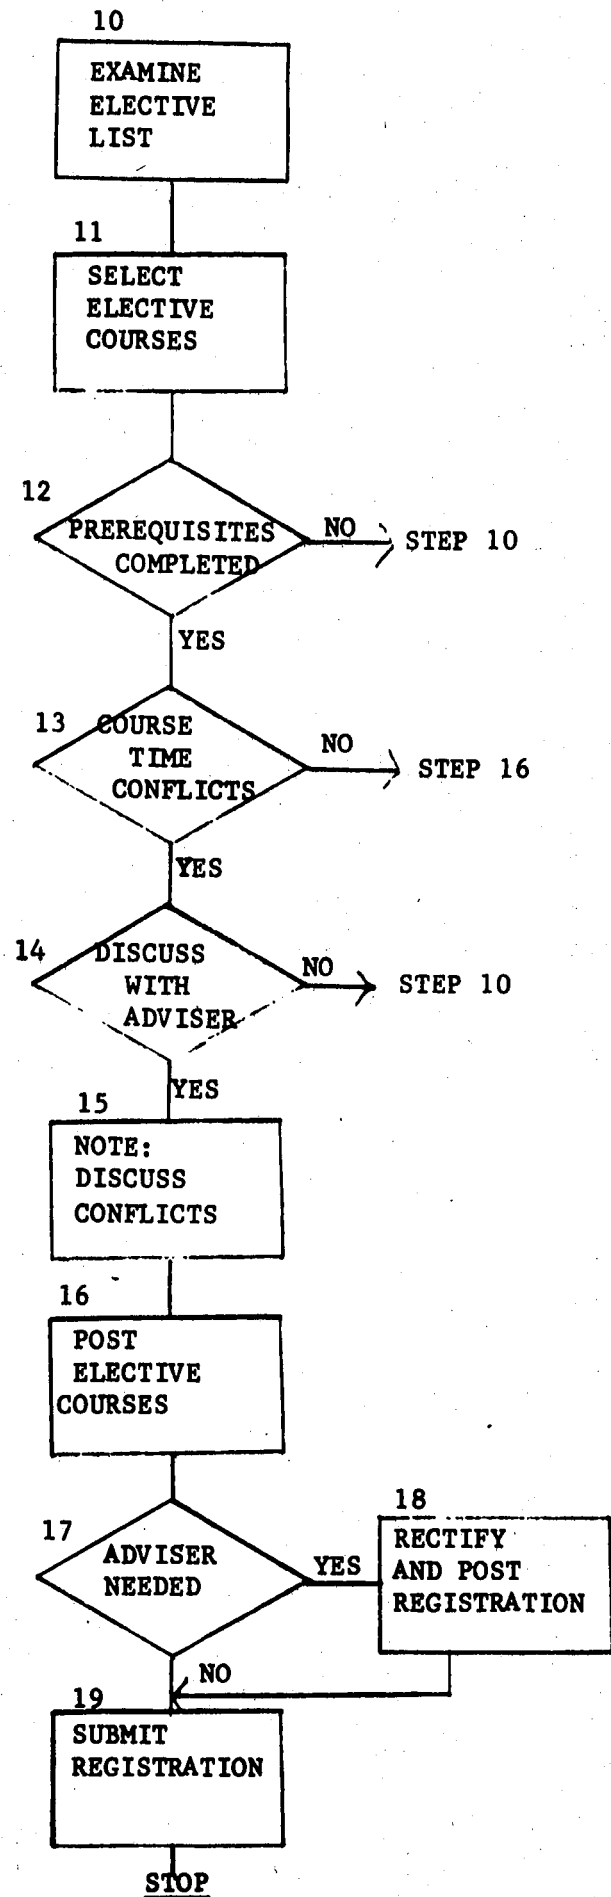 10
EXAMINE
ELECTIVE
LIST
11
SELECT
ELECTIVE
COURSES
12
PREREQUISITES
COMPLETED
NO
STEP 10
YES
13
COURSE
TIME
CONFLICTS
NO
STEP 16
YES
14
DISCUSS
WITH
ADVISER
NO
STEP 10
YES
15
NOTE:
DISCUSS
CONFLICTS
16
POST
ELECTIVE
COURSES
17
ADVISER
NEEDED
YES
18
RECTIFY
AND POST
REGISTRATION
NO
19
SUBMIT
REGISTRATION
STOP